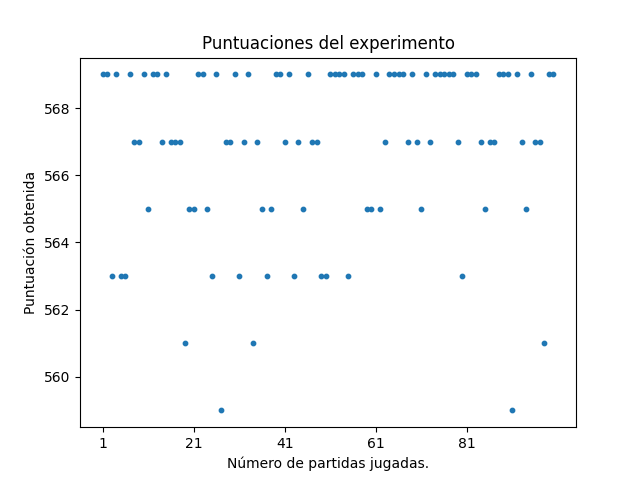 Puntuaciones del experimento
Puntuación obtenida
568
566
564
562
560
1 21 41 61 81
Número de partidas jugadas.